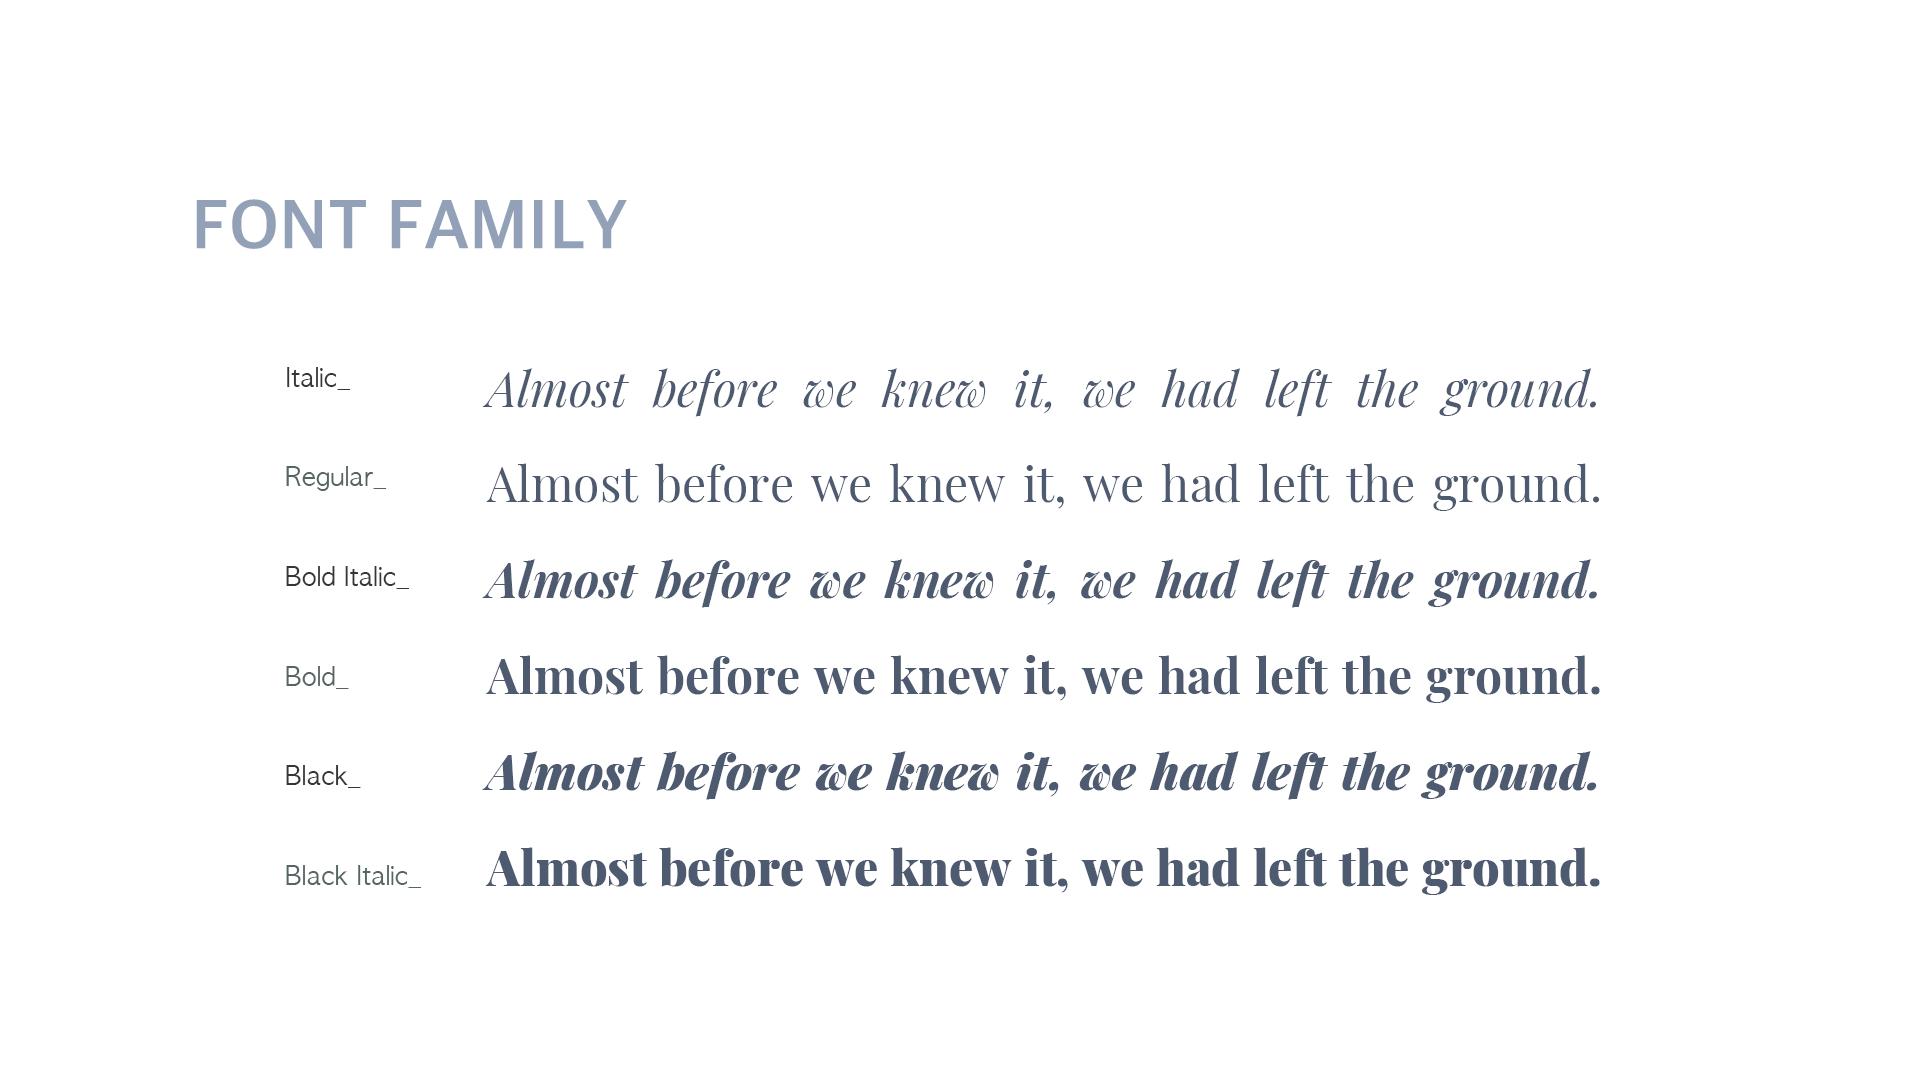 FONT FAMILY
Italic_ Almost before we knew it, we had left the ground.
Regular_ Almost before we knew it, we had left the ground.
Bold Italic_ Almost before we knew it, we had left the ground.
Bold_ Almost before we knew it, we had left the ground.
Black_ Almost before we knew it, we had left the ground.
Black Italic_ Almost before we knew it, we had left the ground.